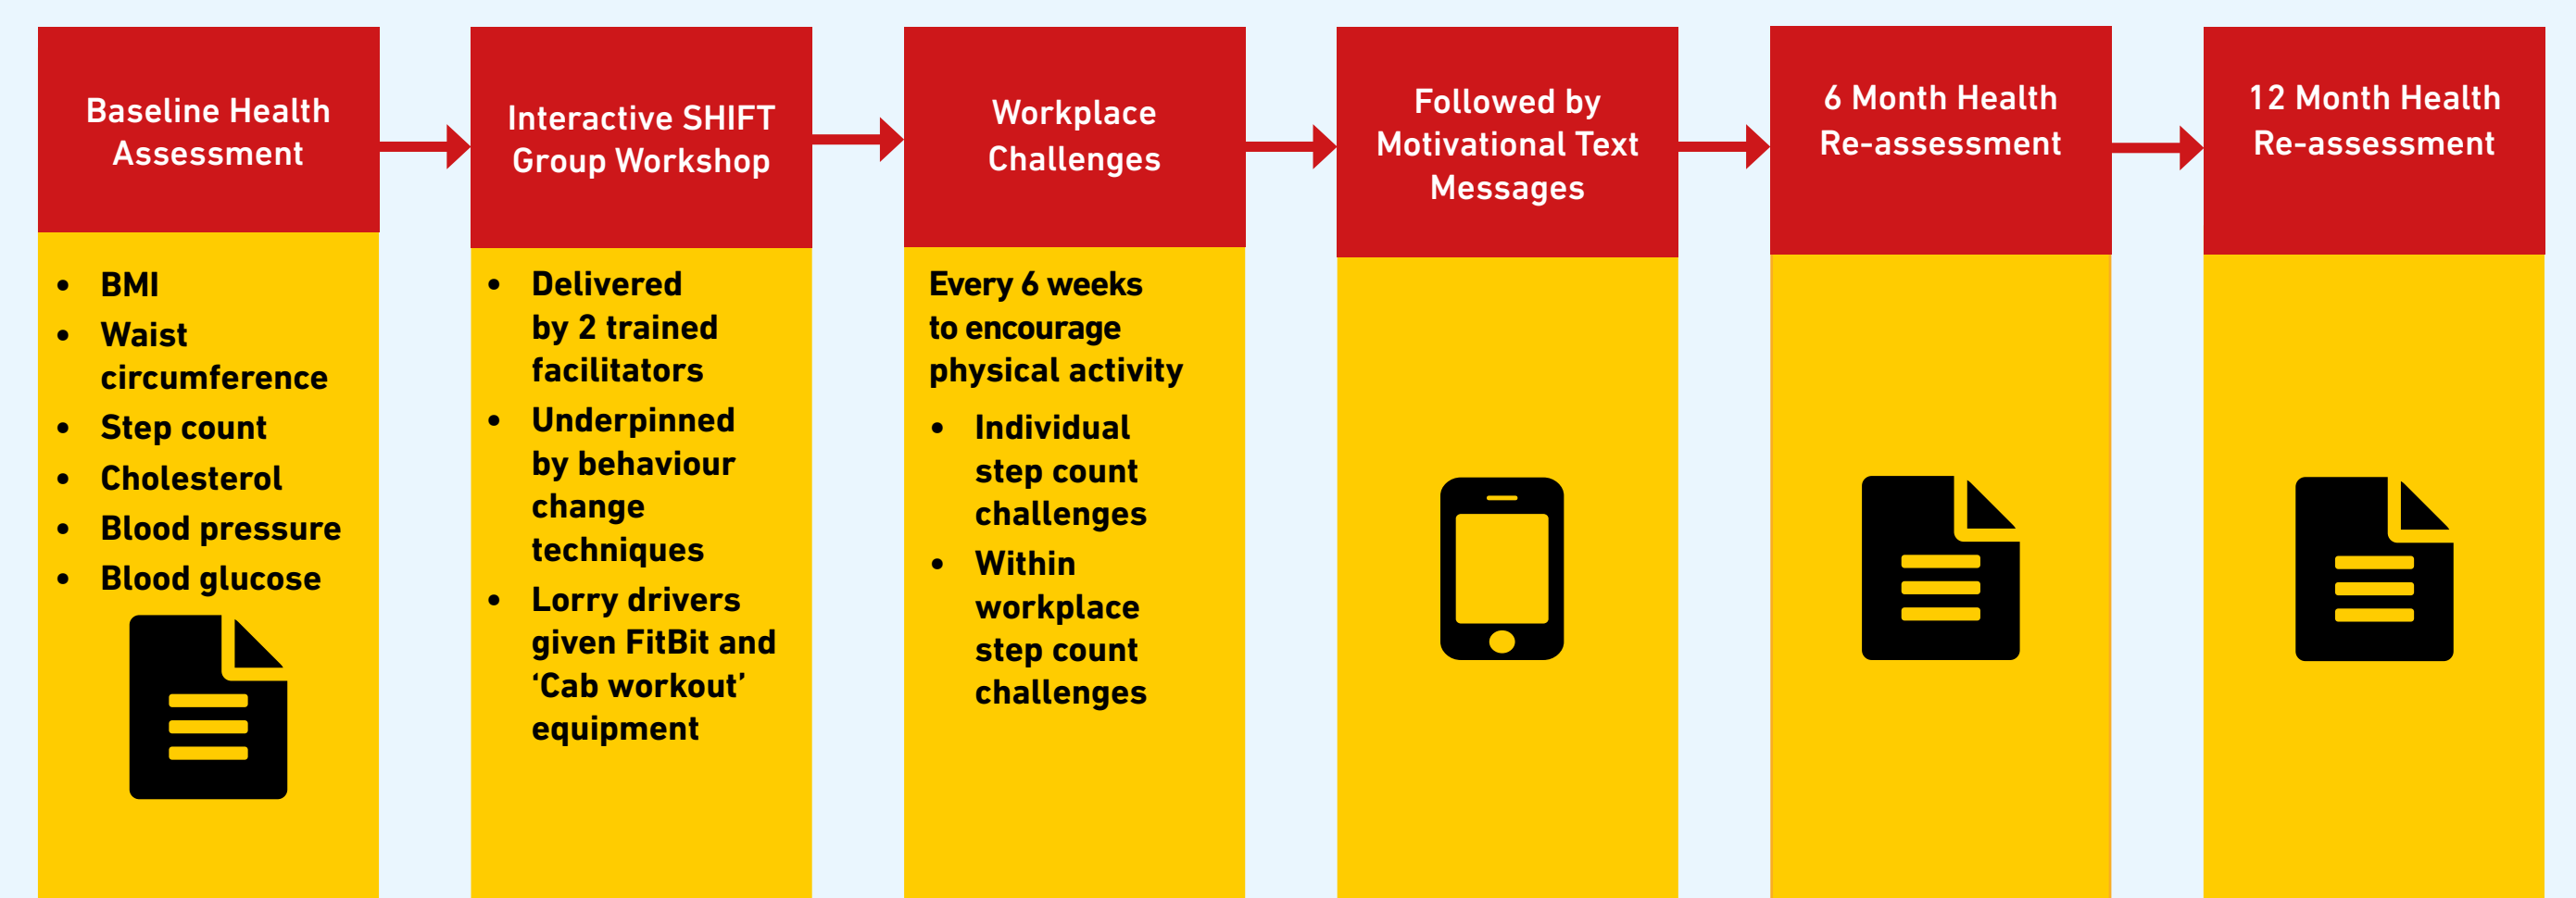 Baseline Health
Assessment
• BMI
• Waist
circumference
• Step count
• Cholesterol
• Blood pressure
• Blood glucose
Interactive SHIFT
Group Workshop
• Delivered
by 2 trained
facilitators
• Underpinned
by behaviour
change
techniques
• Lorry drivers
given FitBit and
‘Cab workout’
equipment
Workplace
Challenges
Every 6 weeks
to encourage
physical activity
• Individual
step count
challenges
• Within
workplace
step count
challenges
Followed by
Motivational Text
Messages
6 Month Health
Re-assessment
12 Month Health
Re-assessment